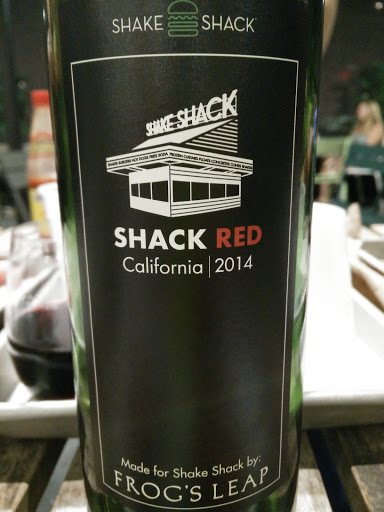 SHAKE SHACK
SHAKE SHACK
SHACK RED
California | 2014
Made for Shake Shack by:
FROG'S LEAP